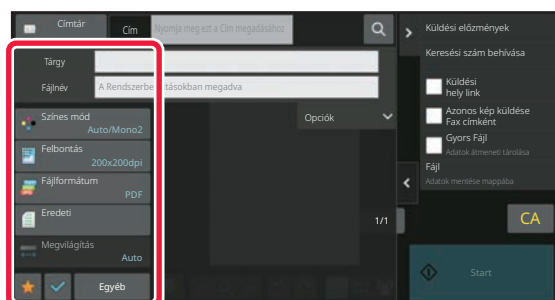 Címtár
Cím
Nyomja meg ezt a Cím megadásához
Tárgy
Fájlnév
A Rendszerbe ításokban megadva
Színes mód
Auto/Mono2
Felbontás
200x200dpi
Fájlformátum
PDF
Eredeti
Megvilágítás
Auto
Egyéb
Opciók
1/1
Küldési előzmények
Keresési szám behívása
Küldési
hely link
Azonos kép küldése
Fax címként
Gyors Fájl
Adatok átmeneti tárolása
Fájl
Adatok mentése mappába
CA
Start